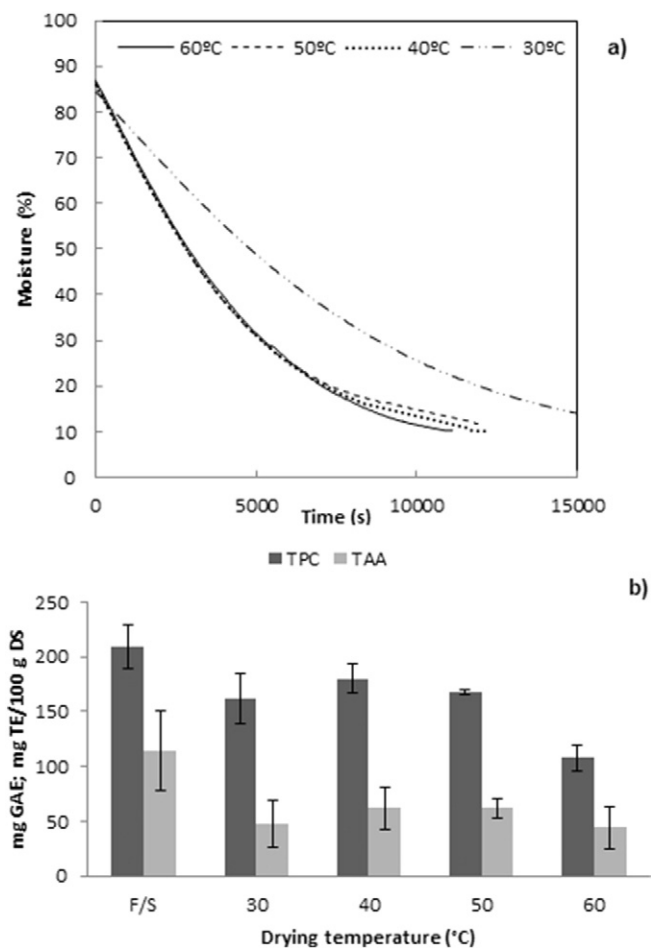 100
60ºC 50ºC 40ºC 30ºC a)
90
80
70
60
50
40
30
20
10
0
Moisture (%)
0 5000 10000 15000
Time (s)
TPC TAA
b)
250
200
150
100
50
0
mg GAE; mg TE/100 g DS
F/S 30 40 50 60
Drying temperature (°C)